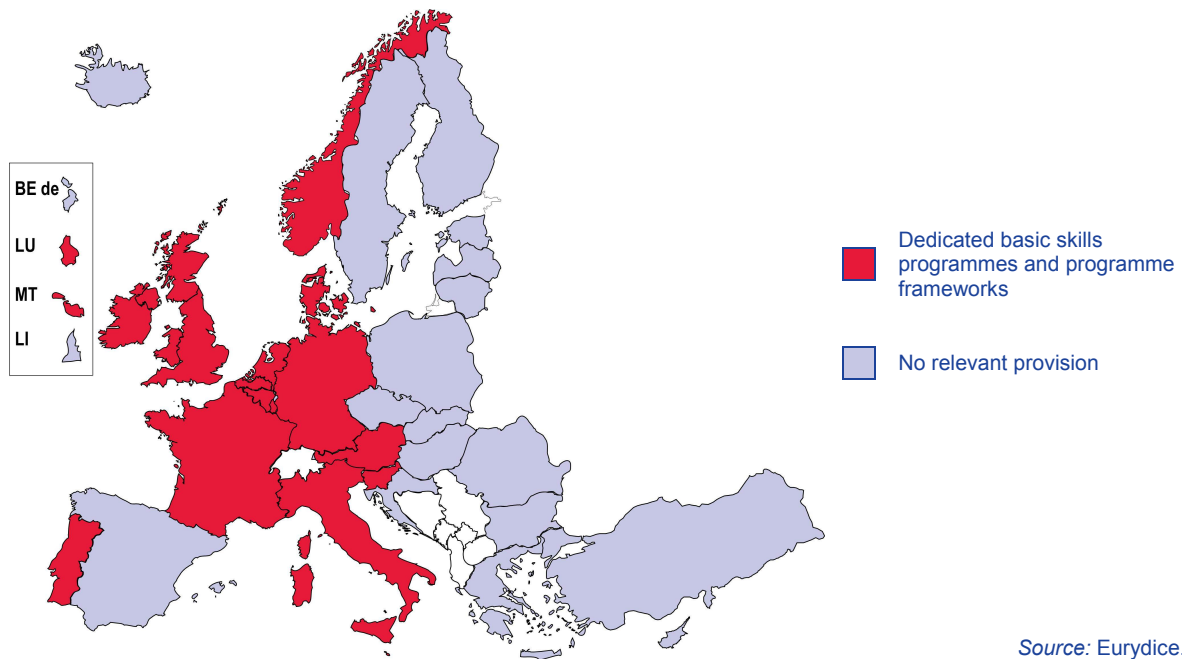 BE de
LU
MT
LI
Dedicated basic skills
programmes and programme
frameworks
No relevant provision
Source: Eurydice.